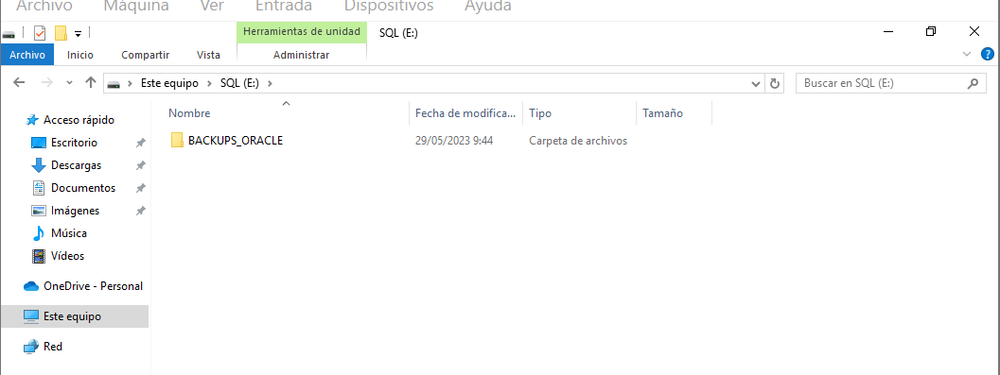 Archivo Máquina Ver Entrada Dispositivos Ayuda
Herramientas de unidad SQL (E:)
Archivo Inicio Compartir Vista Administrar
Este equipo SQL (E:) Buscar en SQL (E:)
Nombre Fecha de modifica... Tipo Tamaño
BACKUPS_ORACLE 29/05/2023 9:44 Carpeta de archivos
Acceso rápido
Escritorio
Descargas
Documentos
Imágenes
Música
Vídeos
OneDrive - Personal
Este equipo
Red